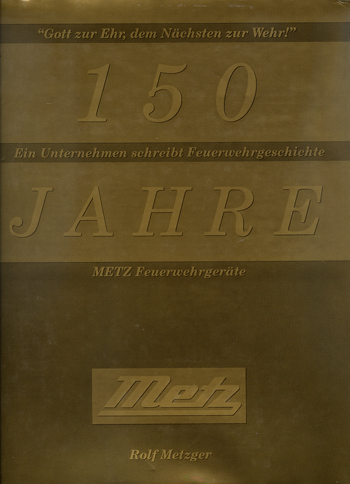 "Gott zur Ehr, dem Nächsten zur Wehr!"
150
Ein Unternehmen schreibt Feuerwehrgeschichte
JAHRE
METZ Feuerwehrgeräte
Metz
Rolf Metzger